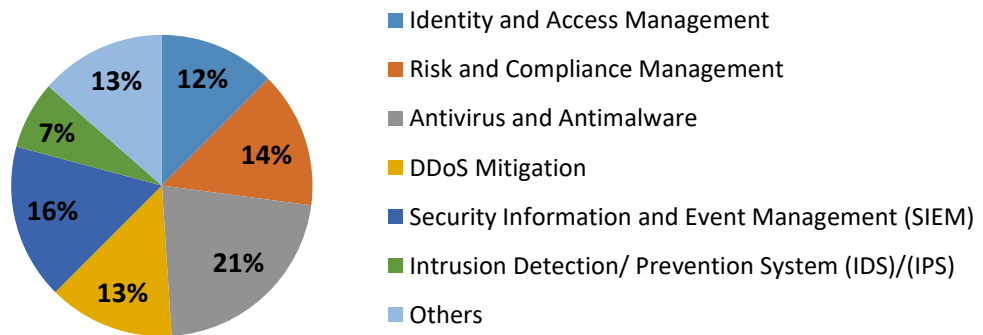 Identity and Access Management
Risk and Compliance Management
Antivirus and Antimalware
DDoS Mitigation
Security Information and Event Management (SIEM)
Intrusion Detection/ Prevention System (IDS)/(IPS)
Others
12%
14%
21%
13%
16%
7%
13%